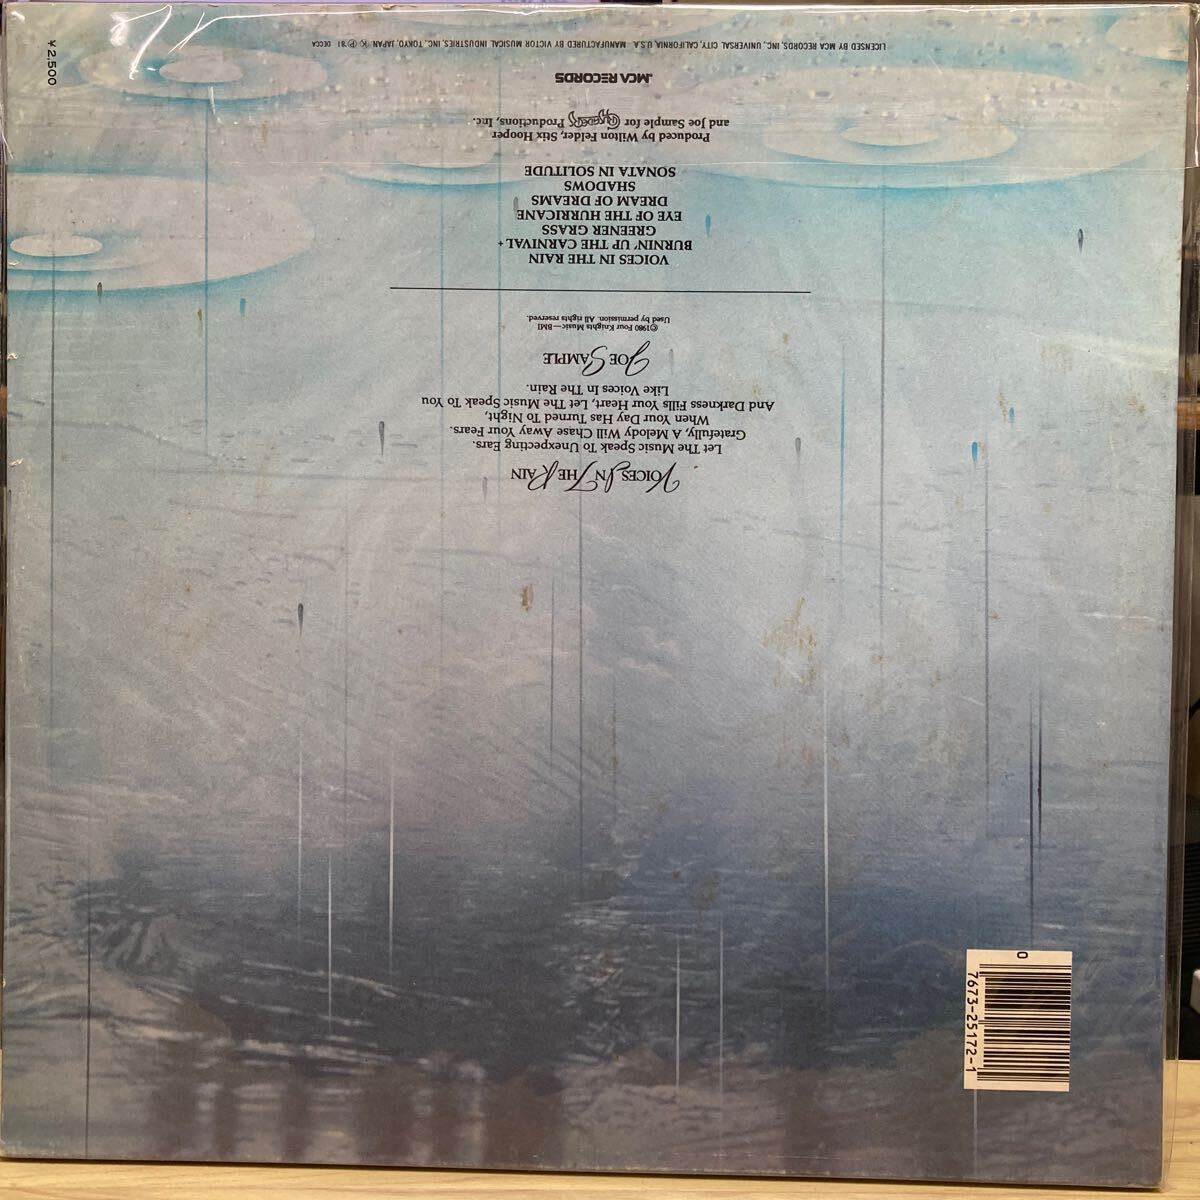 VOICES IN THE RAIN
Let The Music Speak To Unexpecting Ears.
Gratefully, A Melody Will Chase Away Your Fears.
When Your Day Has Turned To Night,
And Darkness Fills Your Heart, Let The Music Speak To You
Like Voices In The Rain.
JOE SAMPLE
©1980 Four Knights Music—BMI
Used by permission. All rights reserved.
VOICES IN THE RAIN
BURNIN' UP THE CARNIVAL+
GREENER GRASS
EYE OF THE HURRICANE
DREAM OF DREAMS
SHADOWS
SONATA IN SOLITUDE
Produced by Wilton Felder, Stix Hooper
and Joe Sample for Crusaders Productions, Inc.
MCA RECORDS
LICENSED BY MCA RECORDS, INC., UNIVERSAL CITY, CALIFORNIA, U.S.A. MANUFACTURED BY VICTOR MUSICAL INDUSTRIES, INC., TOKYO, JAPAN Ⓚ Ⓟ'81 DECCA
¥2,500
0
7673-25172-1